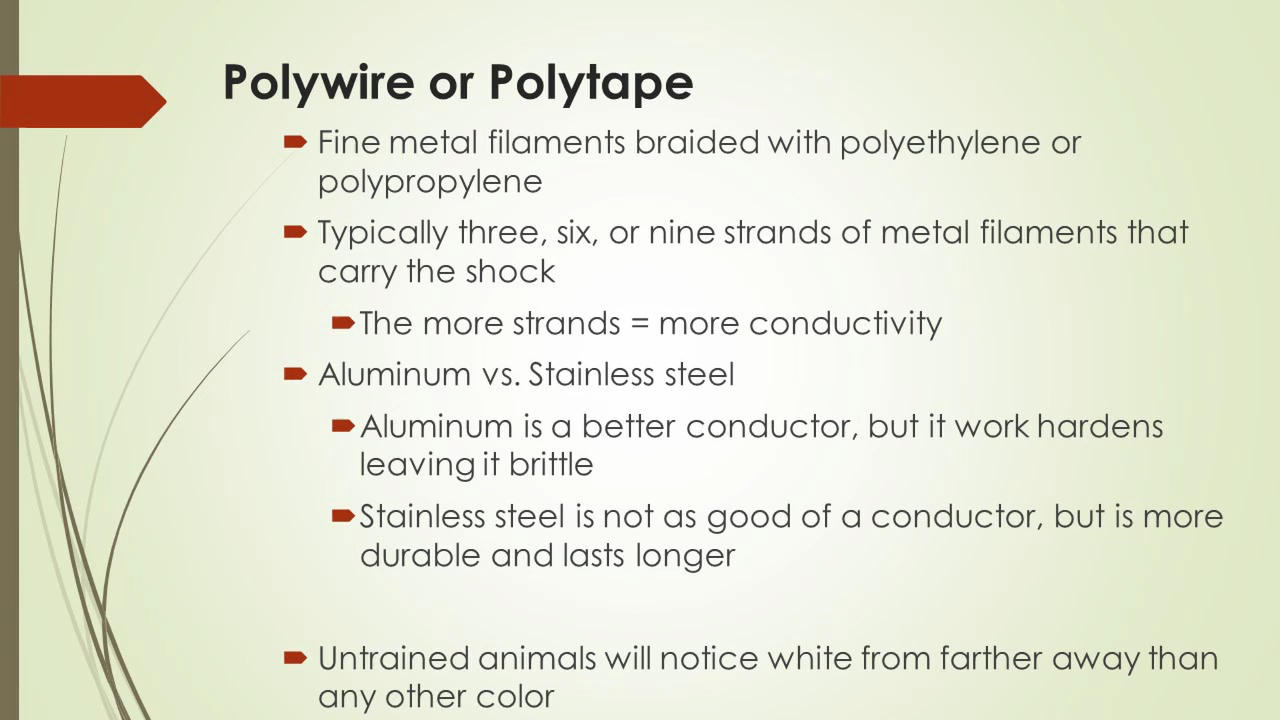 Polywire or Polytape
Fine metal filaments braided with polyethylene or
polypropylene
Typically three, six, or nine strands of metal filaments that
carry the shock
The more strands = more conductivity
Aluminum vs. Stainless steel
Aluminum is a better conductor, but it work hardens
leaving it brittle
Stainless steel is not as good of a conductor, but is more
durable and lasts longer
Untrained animals will notice white from farther away than
any other color